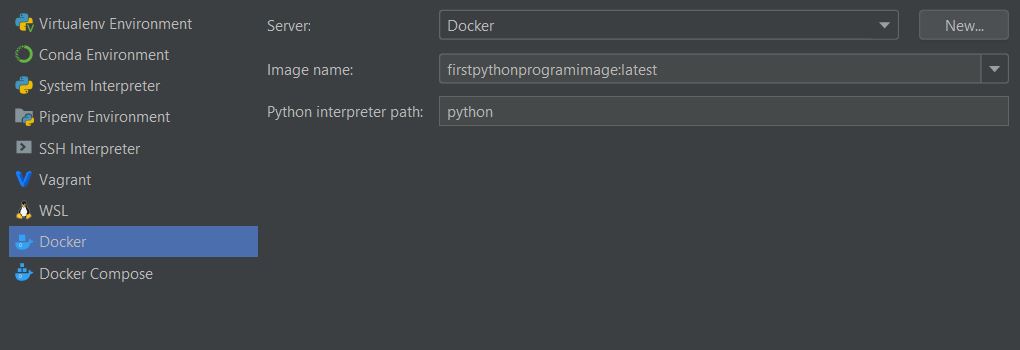 Virtualenv Environment
Conda Environment
System Interpreter
Pipenv Environment
SSH Interpreter
Vagrant
WSL
Docker
Docker Compose
Server: Docker New...
Image name: firstpythonprogramimage:latest
Python interpreter path: python